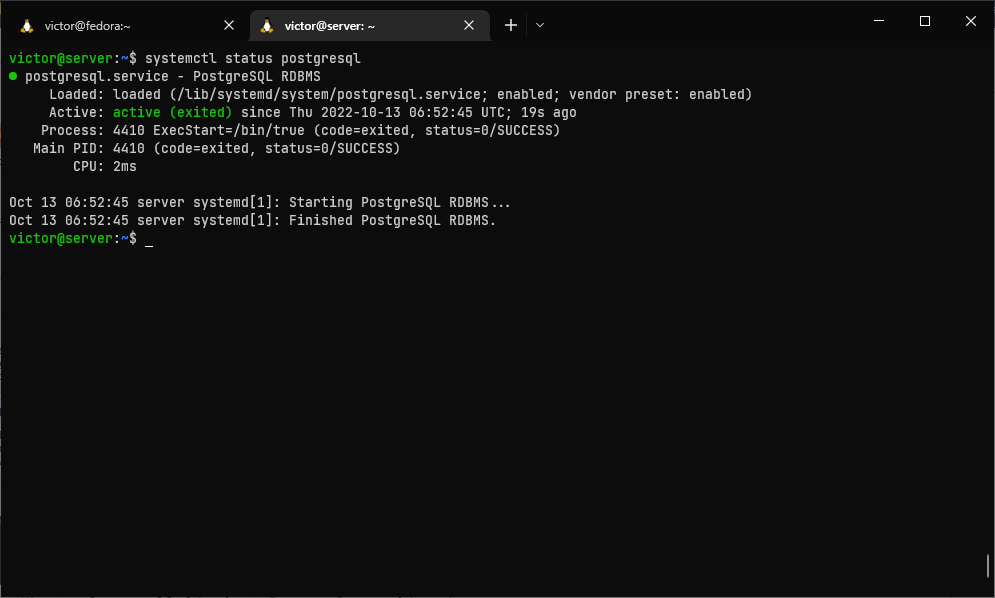 victor@fedora:~
victor@server: ~
victor@server:~$ systemctl status postgresql
● postgresql.service - PostgreSQL RDBMS
     Loaded: loaded (/lib/systemd/system/postgresql.service; enabled; vendor preset: enabled)
     Active: active (exited) since Thu 2022-10-13 06:52:45 UTC; 19s ago
    Process: 4410 ExecStart=/bin/true (code=exited, status=0/SUCCESS)
   Main PID: 4410 (code=exited, status=0/SUCCESS)
        CPU: 2ms
Oct 13 06:52:45 server systemd[1]: Starting PostgreSQL RDBMS...
Oct 13 06:52:45 server systemd[1]: Finished PostgreSQL RDBMS.
victor@server:~$ _